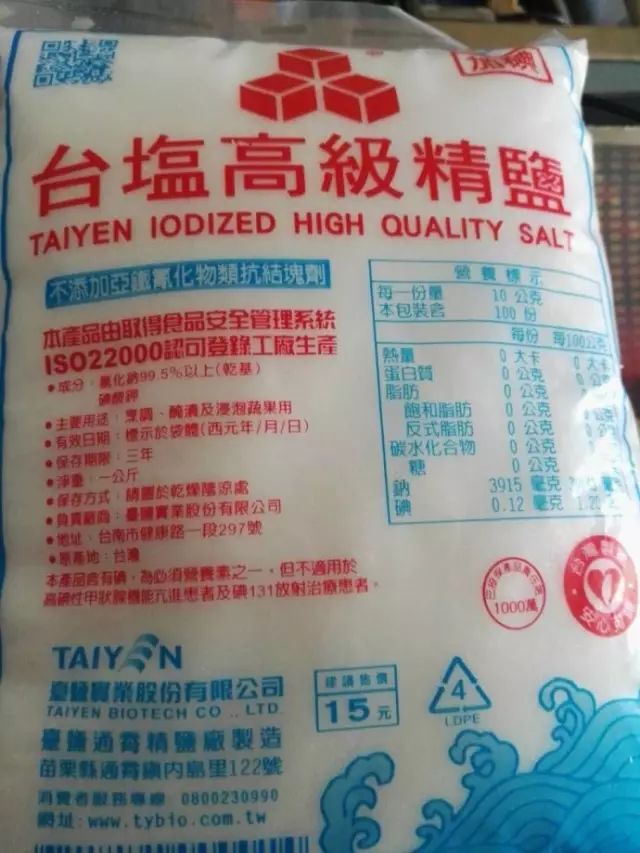 加碘
台塩高級精鹽
TAIYEN IODIZED HIGH QUALITY SALT
不添加亞鐵氰化物類抗結塊劑
本產品由取得食品安全管理系統
ISO22000認可登錄工廠生產
•成分：氯化鈉99.5%以上(乾基)
碘酸鉀
•主要用途：烹調、醃漬及浸泡蔬果用
•有效日期：標示於袋體(西元年/月/日)
•保存期限：三年
•淨重：一公斤
•保存方式：請置於乾燥陰涼處
•負責廠商：臺鹽實業股份有限公司
•地址：台南市健康路一段297號
•原產地：台灣
本產品含有碘，為必須營養素之一，但不適用於
高碘性甲狀腺機能亢進患者及碘131放射治療患者。
營養標示
每一份量 10 公克
本包裝含 100 份
每份 每100公克
熱量 0 大卡 0 大卡
蛋白質 0 公克 0 公克
脂肪 0 公克 0 公克
飽和脂肪 0 公克 0 公克
反式脂肪 0 公克
碳水化合物 0 公克
糖 0 公克
鈉 3915 毫克
碘 0.12 毫克
1000萬
台灣
安心
TAIYEN
臺鹽實業股份有限公司
TAIYEN BIOTECH CO., LTD.
臺鹽通霄精鹽廠製造
苗栗縣通霄鎮內島里122號
消費者服務專線 0800230990
網址:www.tybio.com.tw
建議售價
15元
4
LDPE